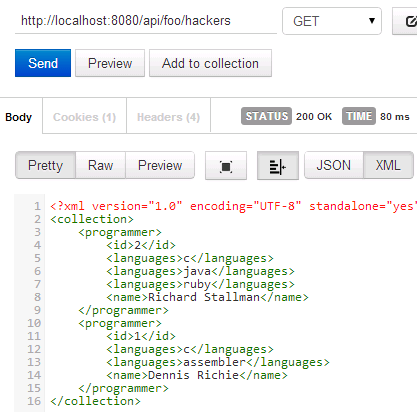 http://localhost:8080/api/foo/hackers GET
Send Preview Add to collection
Body Cookies (1) Headers (4) STATUS 200 OK TIME 80 ms
Pretty Raw Preview JSON XML
1 <?xml version="1.0" encoding="UTF-8" standalone="yes"
2 <collection>
3 <programmer>
4 <id>2</id>
5 <languages>c</languages>
6 <languages>java</languages>
7 <languages>ruby</languages>
8 <name>Richard Stallman</name>
9 </programmer>
10 <programmer>
11 <id>1</id>
12 <languages>c</languages>
13 <languages>assembler</languages>
14 <name>Dennis Richie</name>
15 </programmer>
16 </collection>